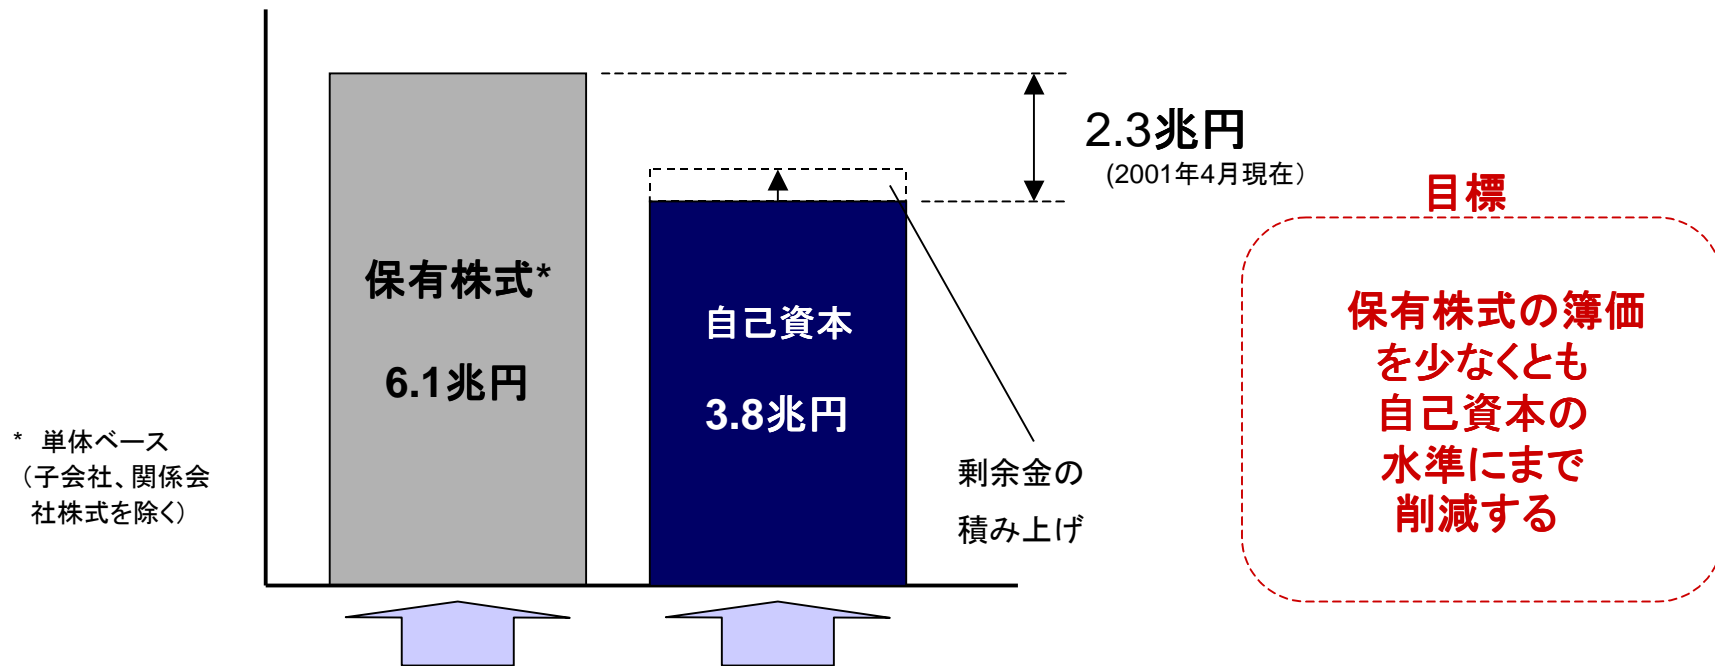 2.3兆円
(2001年4月現在)
目標
保有株式*
6.1兆円
自己資本
3.8兆円
保有株式の簿価
を少なくとも
自己資本の
水準にまで
削減する
* 単体ベース
（子会社、関係会
社株式を除く）
剰余金の
積み上げ